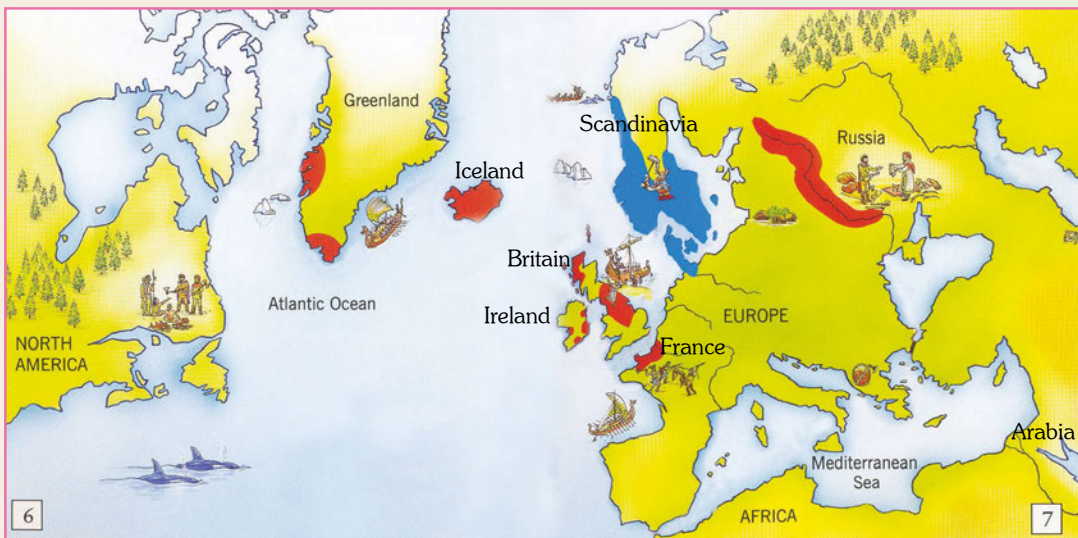 Greenland
Scandinavia
Russia
Iceland
Britain
Atlantic Ocean
Ireland
EUROPE
NORTH
AMERICA
France
Arabia
Mediterranean
Sea
AFRICA
6
7